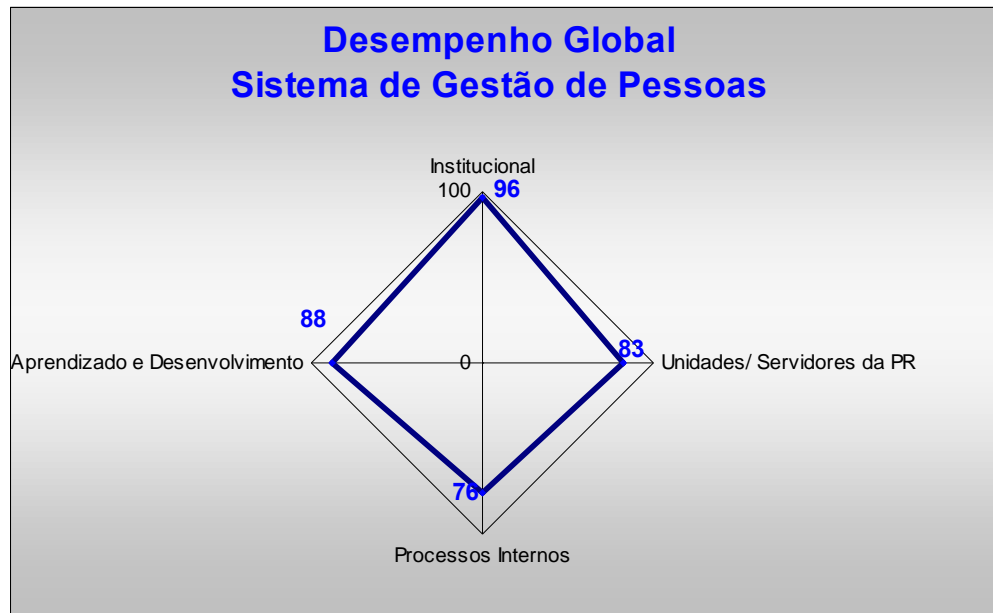 Desempenho Global
Sistema de Gestão de Pessoas
Institucional
100
96
88
83
Aprendizado e Desenvolvimento
0
Unidades/ Servidores da PR
76
Processos Internos